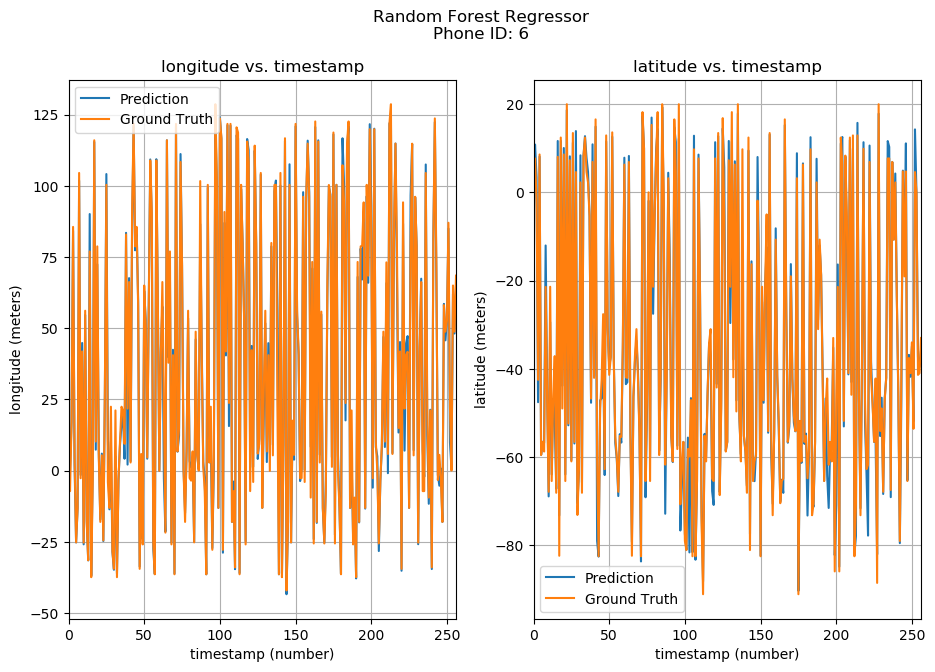 Random Forest Regressor
Phone ID: 6
longitude vs. timestamp
longitude (meters)
125
100
75
50
25
0
−25
−50
Prediction
Ground Truth
0 50 100 150 200 250
timestamp (number)
latitude vs. timestamp
latitude (meters)
20
0
−20
−40
−60
−80
Prediction
Ground Truth
0 50 100 150 200 250
timestamp (number)